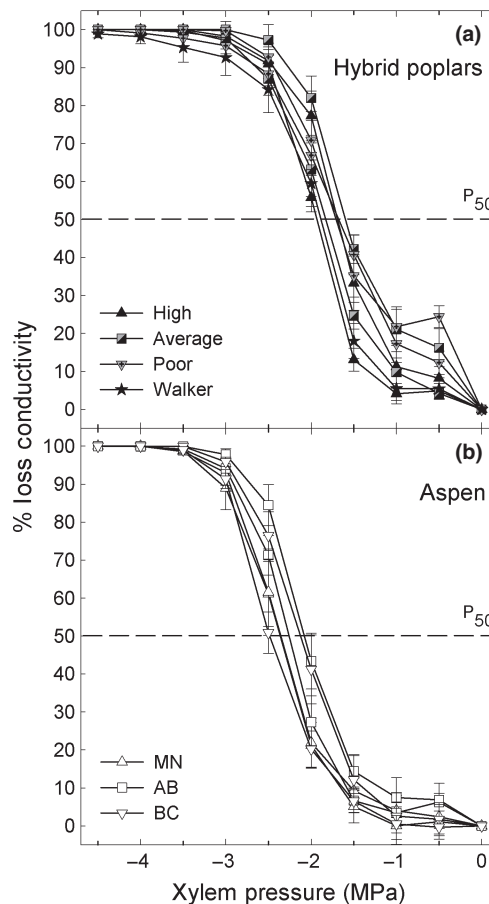 (a)
Hybrid poplars
100
90
80
70
60
50
40
30
20
10
0
P50
High
Average
Poor
Walker
% loss conductivity
(b)
Aspen
100
90
80
70
60
50
40
30
20
10
0
P50
MN
AB
BC
–4 –3 –2 –1 0
Xylem pressure (MPa)